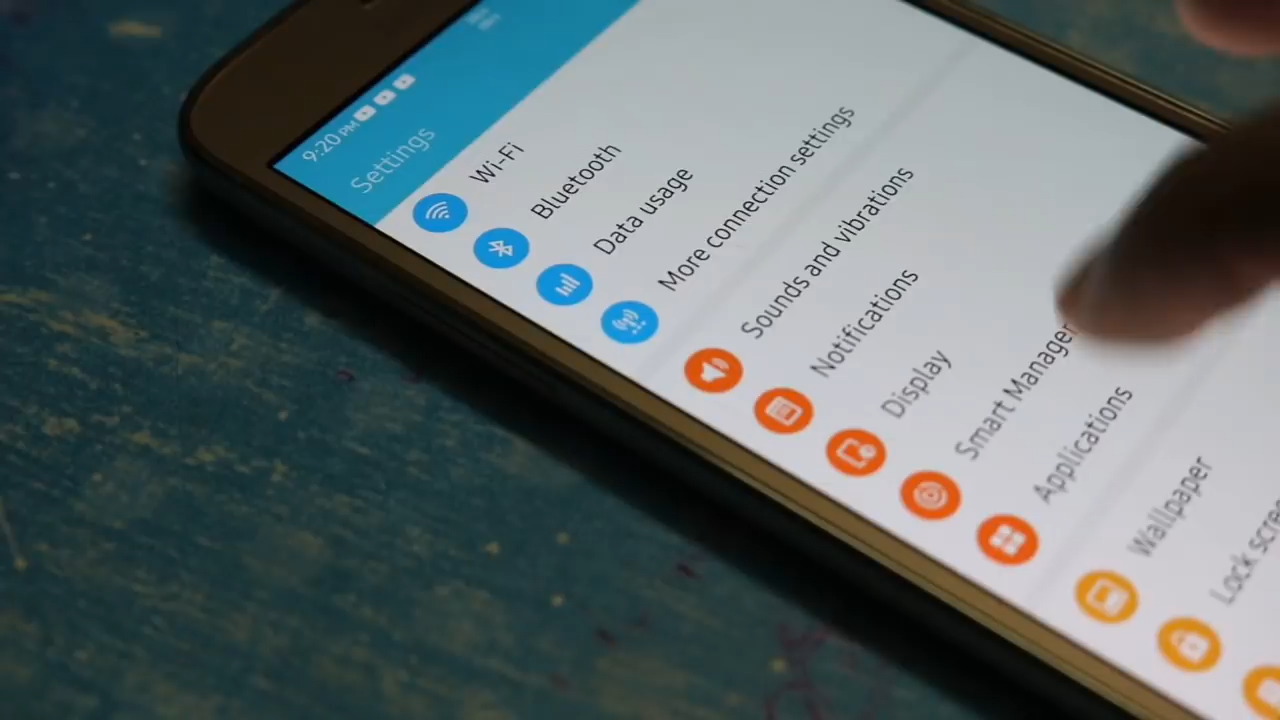 9:20 PM
Settings
Wi-Fi
Bluetooth
Data usage
More connection settings
Sounds and vibrations
Notifications
Display
Smart Manager
Applications
Wallpaper
Lock